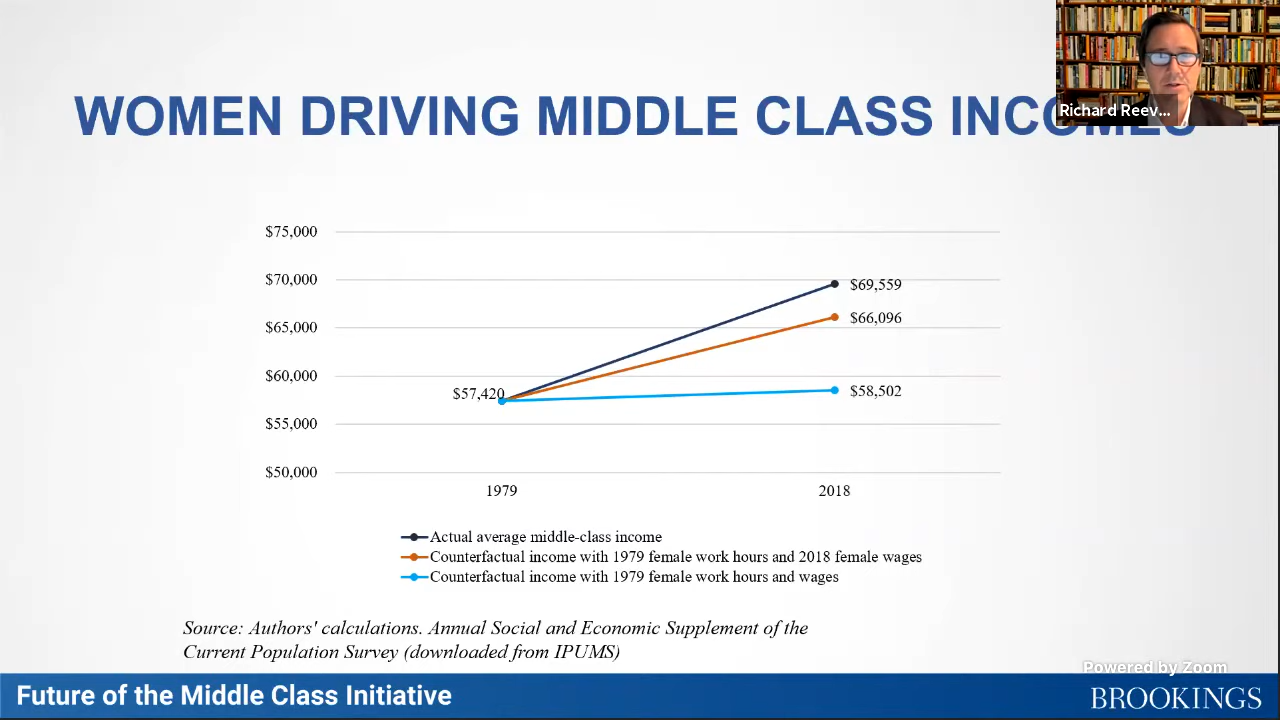 Richard Reev...
WOMEN DRIVING MIDDLE CLASS INCOMES
$75,000
$70,000
$65,000
$60,000
$55,000
$50,000
$57,420
$69,559
$66,096
$58,502
1979
2018
Actual average middle-class income
Counterfactual income with 1979 female work hours and 2018 female wages
Counterfactual income with 1979 female work hours and wages
Source: Authors' calculations. Annual Social and Economic Supplement of the
Current Population Survey (downloaded from IPUMS)
Powered by Zoom
Future of the Middle Class Initiative
BROOKINGS